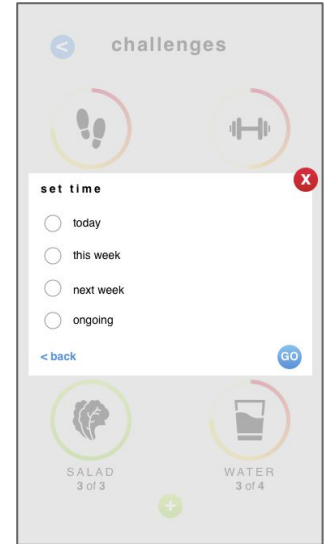 < challenges
X
set time
today
this week
next week
ongoing
< back GO
SALAD WATER
3 of 3 3 of 4
+